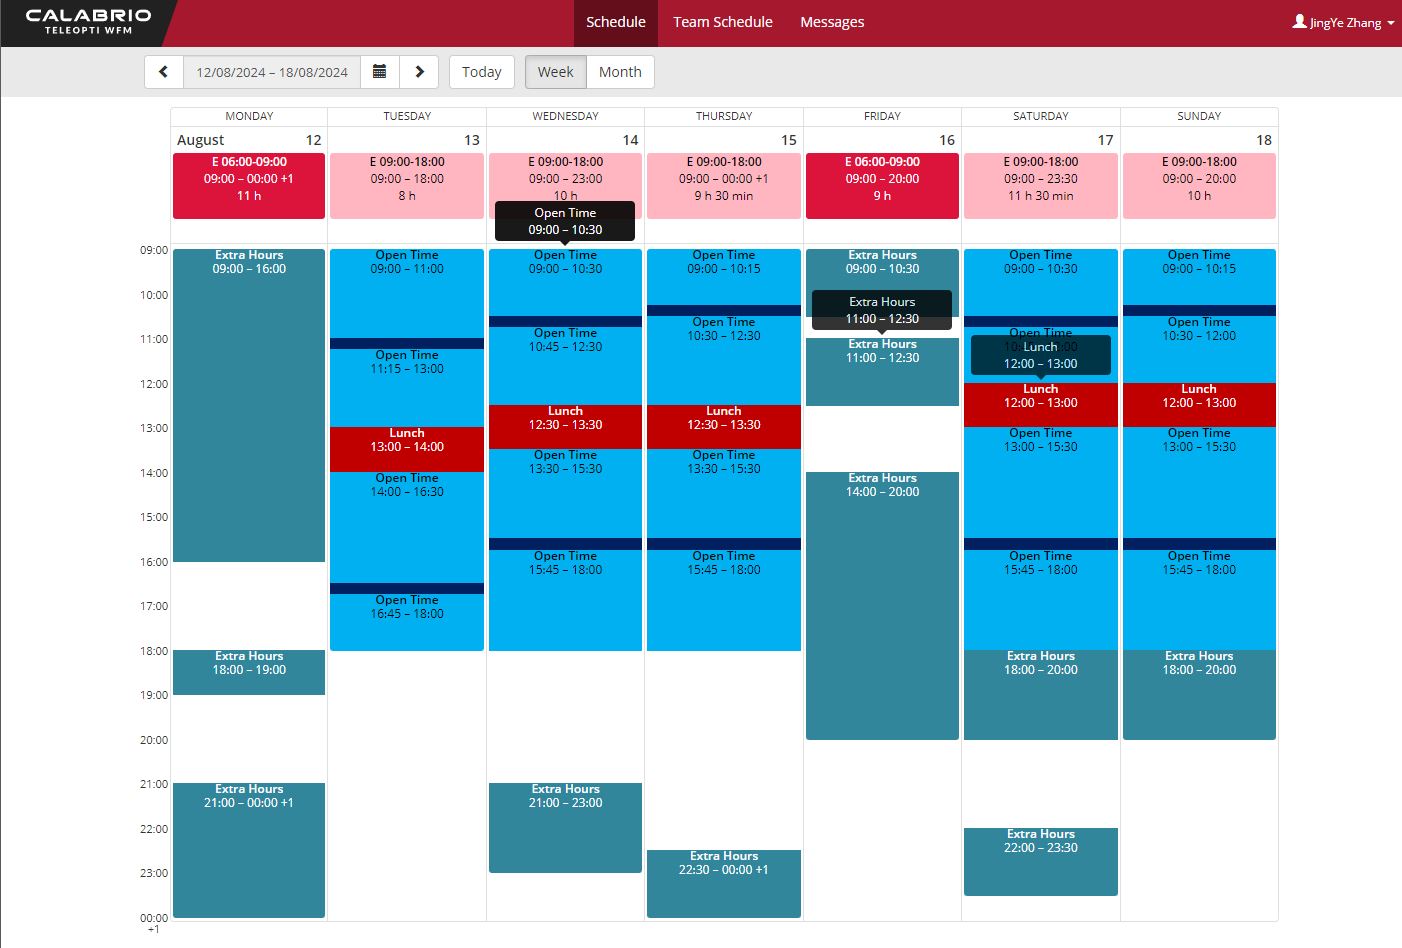 CALABRIO
TELEOPTI WFM
Schedule
Team Schedule
Messages
JingYe Zhang
12/08/2024 – 18/08/2024
Today
Week
Month
MONDAY
TUESDAY
WEDNESDAY
THURSDAY
FRIDAY
SATURDAY
SUNDAY
August 12
13
14
15
16
17
18
E 06:00-09:00
09:00 – 00:00 +1
11 h
E 09:00-18:00
09:00 – 18:00
8 h
E 09:00-18:00
09:00 – 23:00
10 h
E 09:00-18:00
09:00 – 00:00 +1
9 h 30 min
E 06:00-09:00
09:00 – 20:00
9 h
E 09:00-18:00
09:00 – 23:30
11 h 30 min
E 09:00-18:00
09:00 – 20:00
10 h
09:00
10:00
11:00
12:00
13:00
14:00
15:00
16:00
17:00
18:00
19:00
20:00
21:00
22:00
23:00
00:00
+1
Extra Hours
09:00 – 16:00
Extra Hours
18:00 – 19:00
Extra Hours
21:00 – 00:00 +1
Open Time
09:00 – 11:00
Open Time
11:15 – 13:00
Lunch
13:00 – 14:00
Open Time
14:00 – 16:30
Open Time
16:45 – 18:00
Open Time
09:00 – 10:30
Open Time
09:00 – 10:30
Open Time
10:45 – 12:30
Lunch
12:30 – 13:30
Open Time
13:30 – 15:30
Open Time
15:45 – 18:00
Extra Hours
21:00 – 23:00
Open Time
09:00 – 10:15
Open Time
10:30 – 12:30
Lunch
12:30 – 13:30
Open Time
13:30 – 15:30
Open Time
15:45 – 18:00
Extra Hours
22:30 – 00:00 +1
Extra Hours
09:00 – 10:30
Extra Hours
11:00 – 12:30
Extra Hours
11:00 – 12:30
Extra Hours
14:00 – 20:00
Open Time
09:00 – 10:30
Open Time
Lunch
12:00 – 13:00
Lunch
12:00 – 13:00
Open Time
13:00 – 15:30
Open Time
15:45 – 18:00
Extra Hours
18:00 – 20:00
Extra Hours
22:00 – 23:30
Open Time
09:00 – 10:15
Open Time
10:30 – 12:00
Lunch
12:00 – 13:00
Open Time
13:00 – 15:30
Open Time
15:45 – 18:00
Extra Hours
18:00 – 20:00